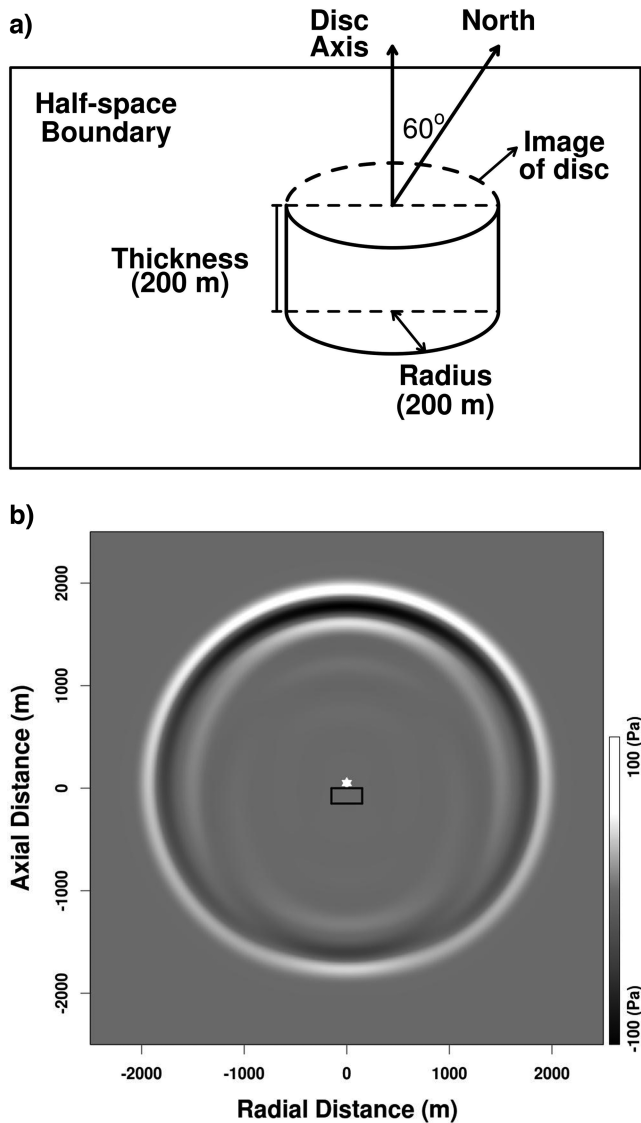 a)
Disc
Axis
North
Half-space
Boundary
60o
Image
of disc
Thickness
(200 m)
Radius
(200 m)
b)
Axial Distance (m)
2000
1000
0
-1000
-2000
100 (Pa)
-100 (Pa)
-2000 -1000 0 1000 2000
Radial Distance (m)